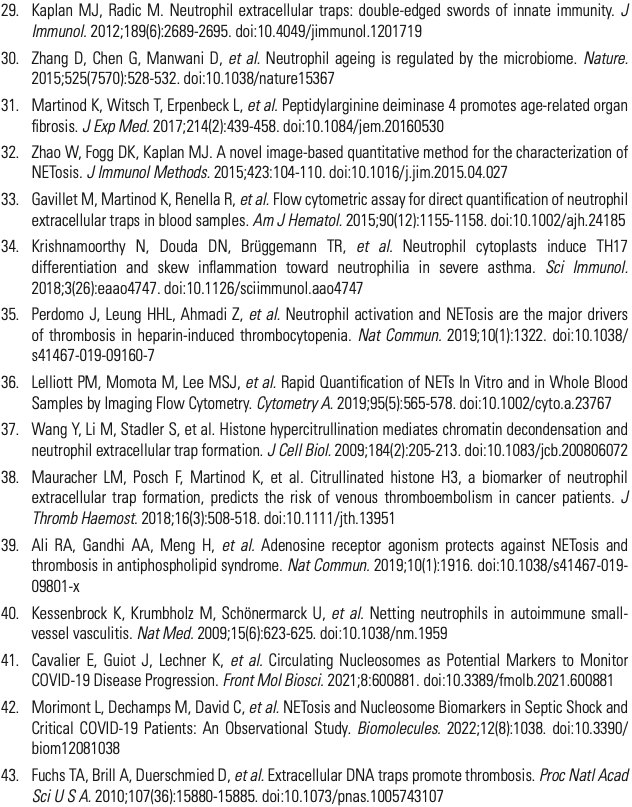 29. Kaplan MJ, Radic M. Neutrophil extracellular traps: double-edged swords of innate immunity. J
Immunol. 2012;189(6):2689-2695. doi:10.4049/jimmunol.1201719
30. Zhang D, Chen G, Manwani D, et al. Neutrophil ageing is regulated by the microbiome. Nature.
2015;525(7570):528-532. doi:10.1038/nature15367
31. Martinod K, Witsch T, Erpenbeck L, et al. Peptidylarginine deiminase 4 promotes age-related organ
fibrosis. J Exp Med. 2017;214(2):439-458. doi:10.1084/jem.20160530
32. Zhao W, Fogg DK, Kaplan MJ. A novel image-based quantitative method for the characterization of
NETosis. J Immunol Methods. 2015;423:104-110. doi:10.1016/j.jim.2015.04.027
33. Gavillet M, Martinod K, Renella R, et al. Flow cytometric assay for direct quantification of neutrophil
extracellular traps in blood samples. Am J Hematol. 2015;90(12):1155-1158. doi:10.1002/ajh.24185
34. Krishnamoorthy N, Douda DN, Brüggemann TR, et al. Neutrophil cytoplasts induce TH17
differentiation and skew inflammation toward neutrophilia in severe asthma. Sci Immunol.
2018;3(26):eaao4747. doi:10.1126/sciimmunol.aao4747
35. Perdomo J, Leung HHL, Ahmadi Z, et al. Neutrophil activation and NETosis are the major drivers
of thrombosis in heparin-induced thrombocytopenia. Nat Commun. 2019;10(1):1322. doi:10.1038/
s41467-019-09160-7
36. Lelliott PM, Momota M, Lee MSJ, et al. Rapid Quantification of NETs In Vitro and in Whole Blood
Samples by Imaging Flow Cytometry. Cytometry A. 2019;95(5):565-578. doi:10.1002/cyto.a.23767
37. Wang Y, Li M, Stadler S, et al. Histone hypercitrullination mediates chromatin decondensation and
neutrophil extracellular trap formation. J Cell Biol. 2009;184(2):205-213. doi:10.1083/jcb.200806072
38. Mauracher LM, Posch F, Martinod K, et al. Citrullinated histone H3, a biomarker of neutrophil
extracellular trap formation, predicts the risk of venous thromboembolism in cancer patients. J
Thromb Haemost. 2018;16(3):508-518. doi:10.1111/jth.13951
39. Ali RA, Gandhi AA, Meng H, et al. Adenosine receptor agonism protects against NETosis and
thrombosis in antiphospholipid syndrome. Nat Commun. 2019;10(1):1916. doi:10.1038/s41467-019-
09801-x
40. Kessenbrock K, Krumbholz M, Schönermarck U, et al. Netting neutrophils in autoimmune small-
vessel vasculitis. Nat Med. 2009;15(6):623-625. doi:10.1038/nm.1959
41. Cavalier E, Guiot J, Lechner K, et al. Circulating Nucleosomes as Potential Markers to Monitor
COVID-19 Disease Progression. Front Mol Biosci. 2021;8:600881. doi:10.3389/fmolb.2021.600881
42. Morimont L, Dechamps M, David C, et al. NETosis and Nucleosome Biomarkers in Septic Shock and
Critical COVID-19 Patients: An Observational Study. Biomolecules. 2022;12(8):1038. doi:10.3390/
biom12081038
43. Fuchs TA, Brill A, Duerschmied D, et al. Extracellular DNA traps promote thrombosis. Proc Natl Acad
Sci U S A. 2010;107(36):15880-15885. doi:10.1073/pnas.1005743107